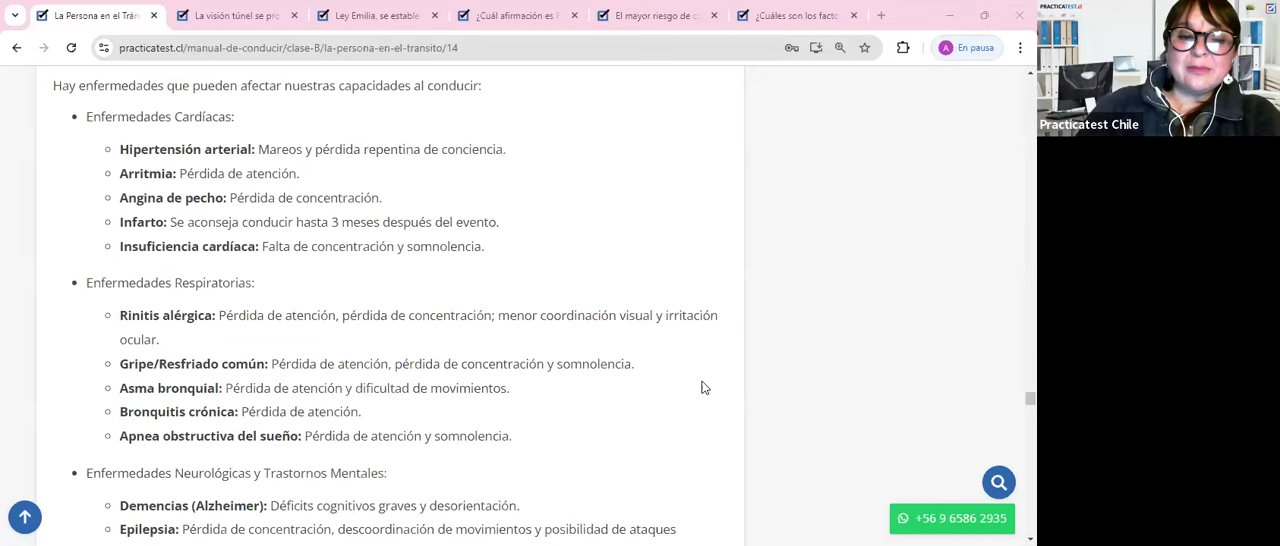 La Persona en el Trán
La visión túnel se pro
Ley Emilia, se estable
¿Cuál afirmación es
El mayor riesgo de co
¿Cuáles son los facto
practicatest.cl/manual-de-conducir/clase-B/la-persona-en-el-transito/14
A En pausa
PRACTICATEST.cl
Practicatest Chile
Hay enfermedades que pueden afectar nuestras capacidades al conducir:
Enfermedades Cardíacas:
Hipertensión arterial: Mareos y pérdida repentina de conciencia.
Arritmia: Pérdida de atención.
Angina de pecho: Pérdida de concentración.
Infarto: Se aconseja conducir hasta 3 meses después del evento.
Insuficiencia cardíaca: Falta de concentración y somnolencia.
Enfermedades Respiratorias:
Rinitis alérgica: Pérdida de atención, pérdida de concentración; menor coordinación visual y irritación
ocular.
Gripe/Resfriado común: Pérdida de atención, pérdida de concentración y somnolencia.
Asma bronquial: Pérdida de atención y dificultad de movimientos.
Bronquitis crónica: Pérdida de atención.
Apnea obstructiva del sueño: Pérdida de atención y somnolencia.
Enfermedades Neurológicas y Trastornos Mentales:
Demencias (Alzheimer): Déficits cognitivos graves y desorientación.
Epilepsia: Pérdida de concentración, descoordinación de movimientos y posibilidad de ataques
+56 9 6586 2935